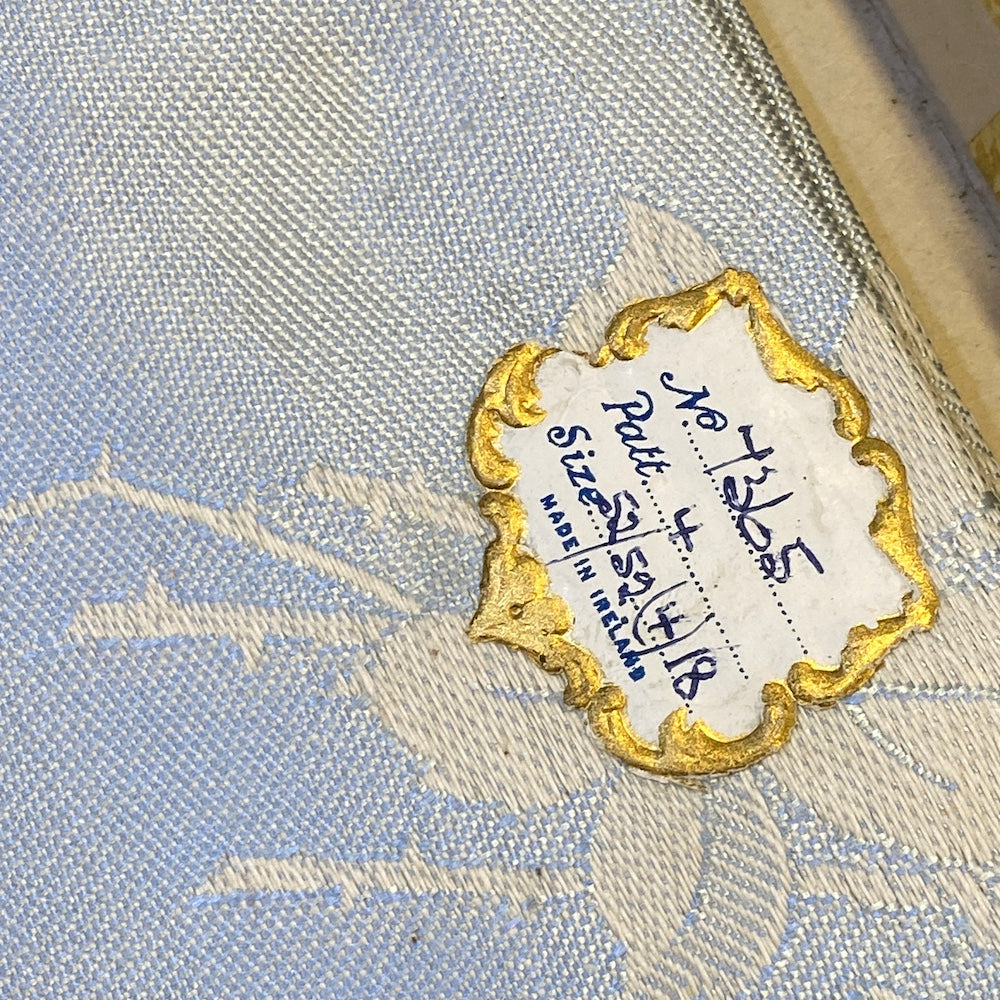 No 7365
Patt. 4
Size 52/52 (4) 18
MADE IN IRELAND